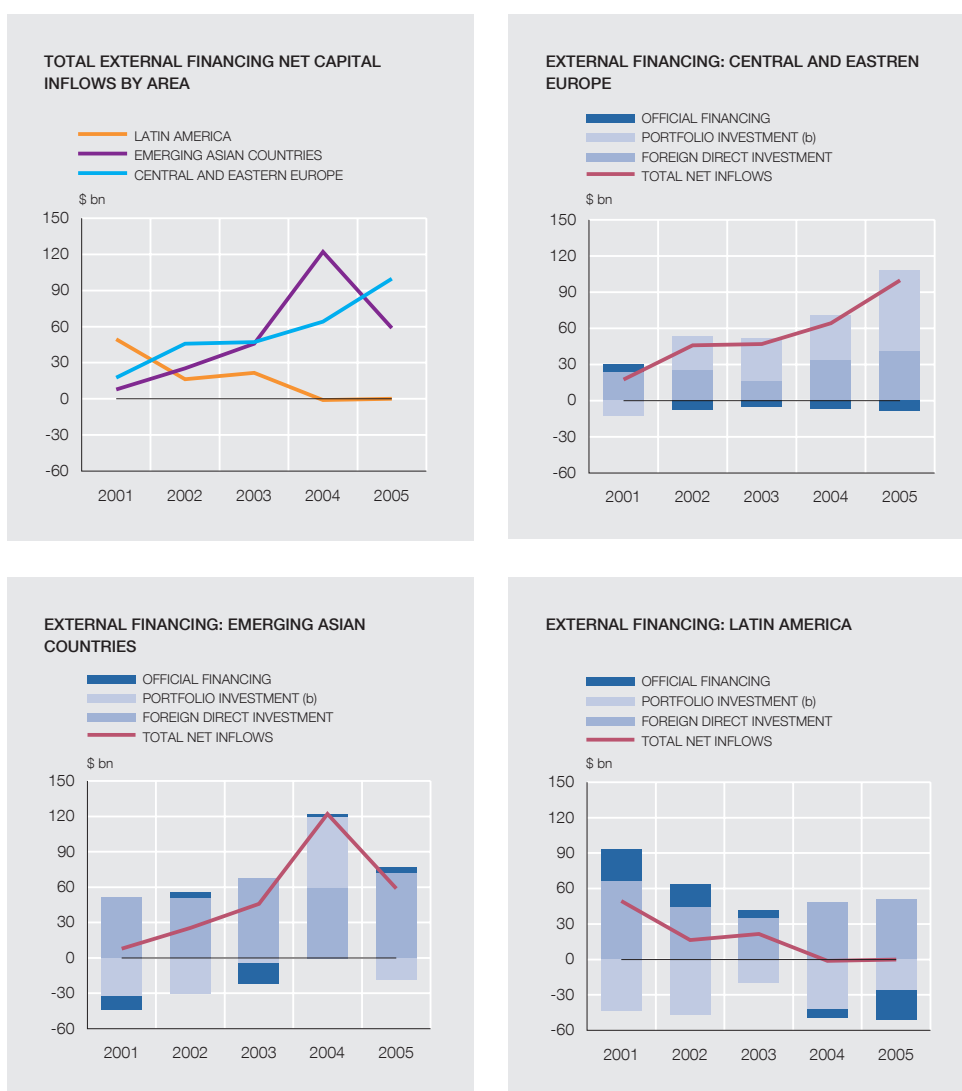 TOTAL EXTERNAL FINANCING NET CAPITAL
INFLOWS BY AREA
LATIN AMERICA
EMERGING ASIAN COUNTRIES
CENTRAL AND EASTERN EUROPE
$ bn
150
120
90
60
30
0
-30
-60
2001 2002 2003 2004 2005
EXTERNAL FINANCING: CENTRAL AND EASTREN
EUROPE
OFFICIAL FINANCING
PORTFOLIO INVESTMENT (b)
FOREIGN DIRECT INVESTMENT
TOTAL NET INFLOWS
$ bn
150
120
90
60
30
0
-30
-60
2001 2002 2003 2004 2005
EXTERNAL FINANCING: EMERGING ASIAN
COUNTRIES
OFFICIAL FINANCING
PORTFOLIO INVESTMENT (b)
FOREIGN DIRECT INVESTMENT
TOTAL NET INFLOWS
$ bn
150
120
90
60
30
0
-30
-60
2001 2002 2003 2004 2005
EXTERNAL FINANCING: LATIN AMERICA
OFFICIAL FINANCING
PORTFOLIO INVESTMENT (b)
FOREIGN DIRECT INVESTMENT
TOTAL NET INFLOWS
$ bn
150
120
90
60
30
0
-30
-60
2001 2002 2003 2004 2005